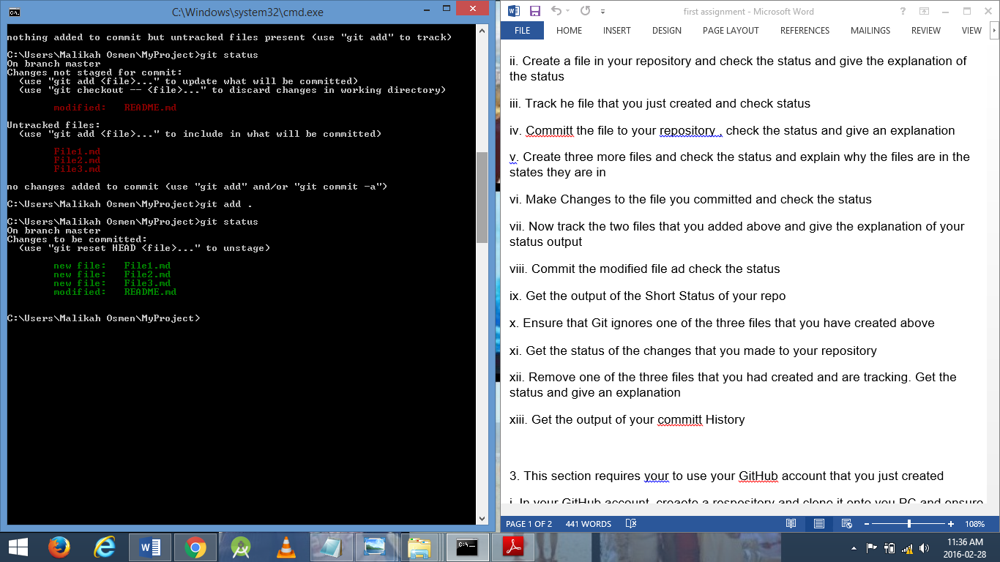 C:\Windows\system32\cmd.exe
nothing added to commit but untracked files present (use "git add" to track)
C:\Users\Malikah Osmen\MyProject>git status
On branch master
Changes not staged for commit:
(use "git add <file>..." to update what will be committed)
(use "git checkout -- <file>..." to discard changes in working directory)
modified: README.md
Untracked files:
(use "git add <file>..." to include in what will be committed)
File1.md
File2.md
File3.md
no changes added to commit (use "git add" and/or "git commit -a")
C:\Users\Malikah Osmen\MyProject>git add .
C:\Users\Malikah Osmen\MyProject>git status
On branch master
Changes to be committed:
(use "git reset HEAD <file>..." to unstage)
new file: File1.md
new file: File2.md
new file: File3.md
modified: README.md
C:\Users\Malikah Osmen\MyProject>
first assignment - Microsoft Word
FILE HOME INSERT DESIGN PAGE LAYOUT REFERENCES MAILINGS REVIEW VIEW
ii. Create a file in your repository and check the status and give the explanation of
the status
iii. Track he file that you just created and check status
iv. Committ the file to your repository , check the status and give an explanation
v. Create three more files and check the status and explain why the files are in the
states they are in
vi. Make Changes to the file you committed and check the status
vii. Now track the two files that you added above and give the explanation of your
status output
viii. Commit the modified file ad check the status
ix. Get the output of the Short Status of your repo
x. Ensure that Git ignores one of the three files that you have created above
xi. Get the status of the changes that you made to your repository
xii. Remove one of the three files that you had created and are tracking. Get the
status and give an explanation
xiii. Get the output of your committ History
3. This section requires your to use your GitHub account that you just created
i. In your GitHub account, creaote a respository and clone it onto you PC and ensure
PAGE 1 OF 2 441 WORDS 108%
11:36 AM
2016-02-28